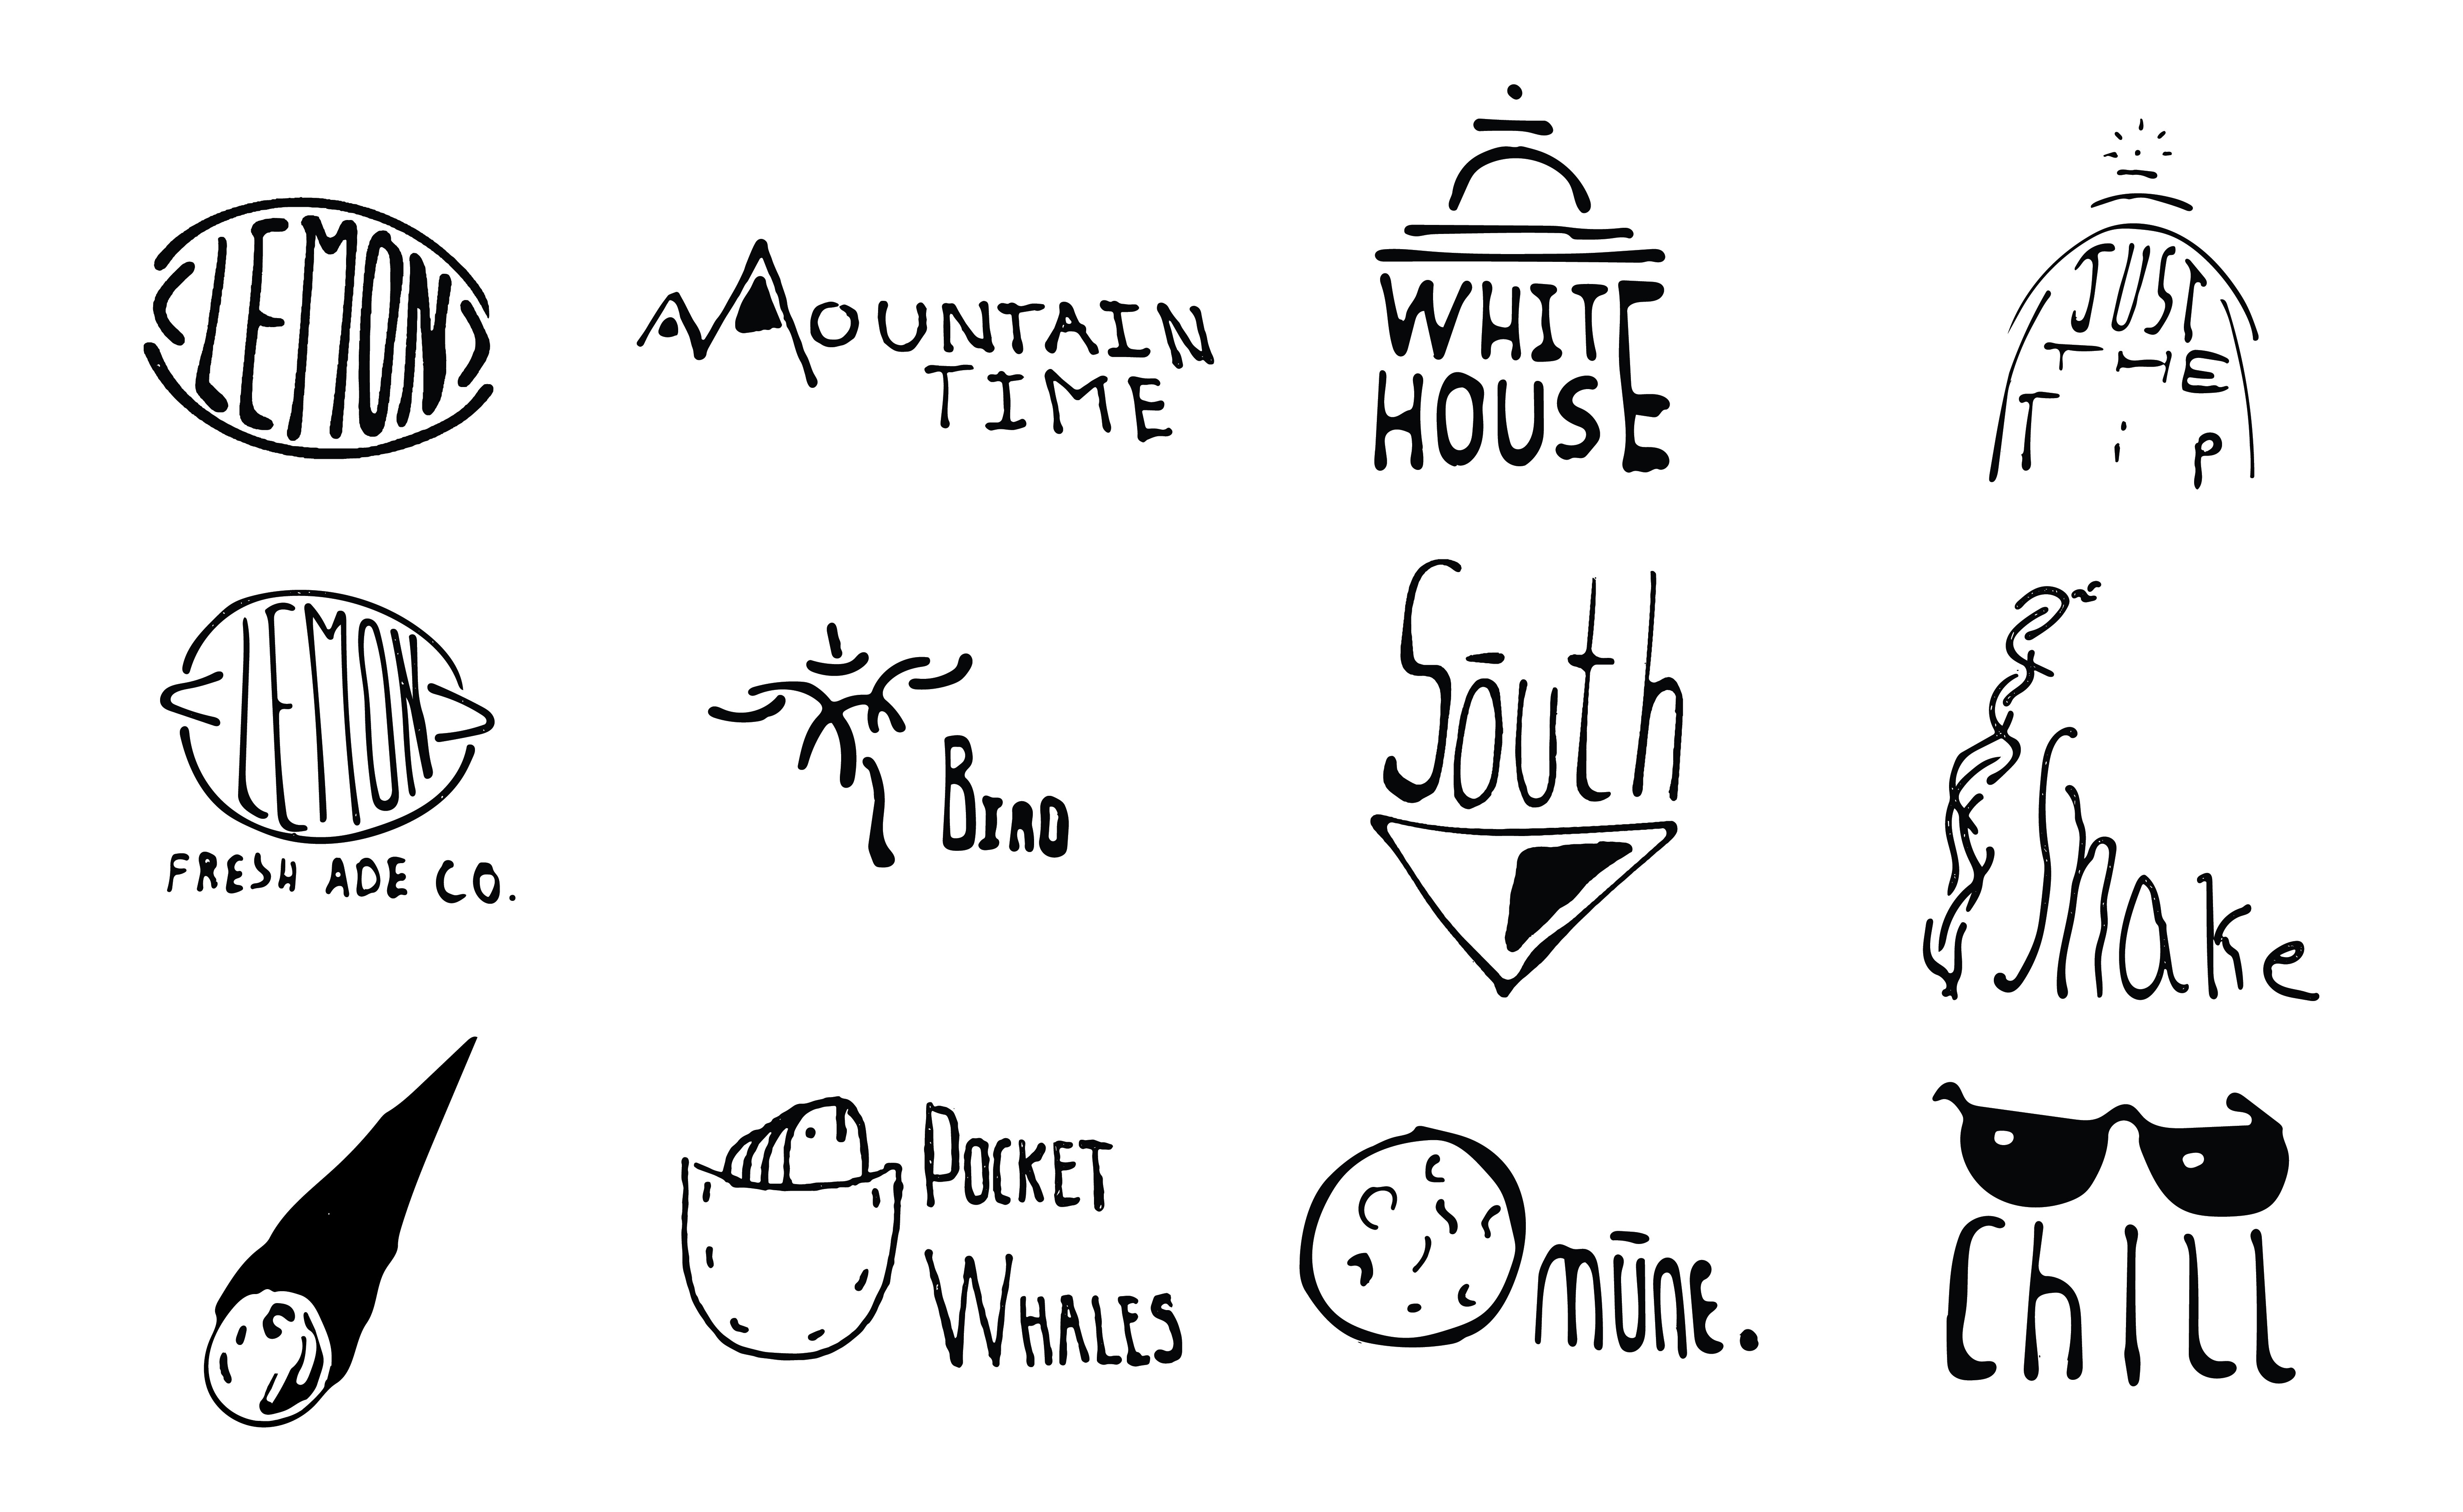 LEMON
MOUNTAIN
TIME
WHITE
HOUSE
JUST
THE
TiP
LEMON
FRESH ADE CO.
BIRD
South
Shake
POCKET
WHALES
MŪNE.
Chill